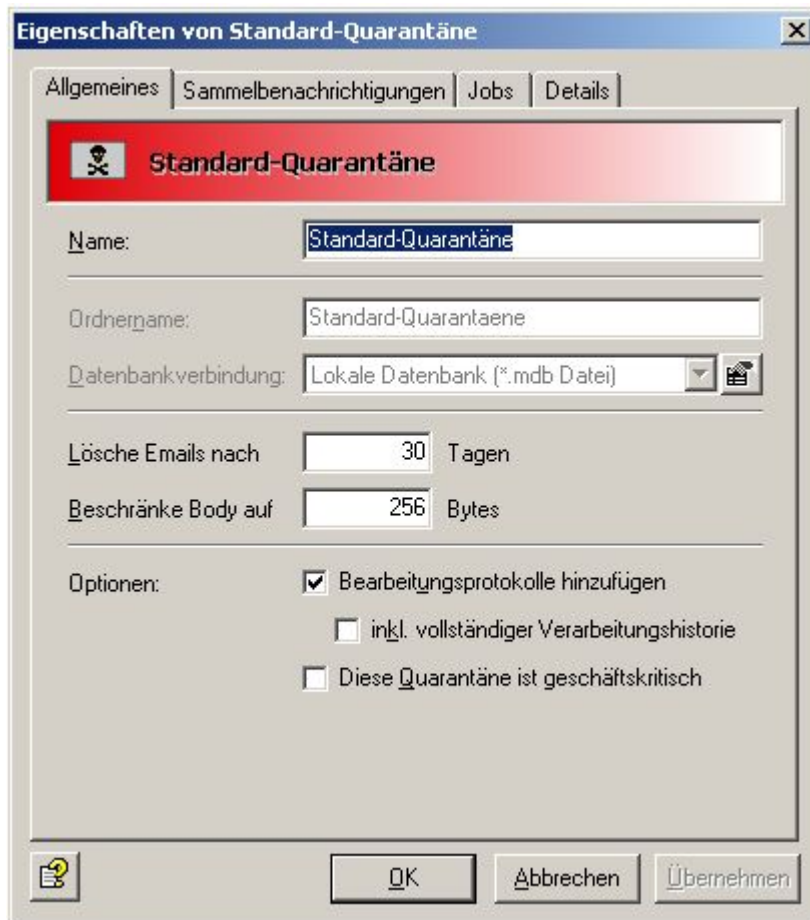 Eigenschaften von Standard-Quarantäne
Allgemeines Sammelbenachrichtigungen Jobs Details
Standard-Quarantäne
Name: Standard-Quarantäne
Ordnername: Standard-Quarantaene
Datenbankverbindung: Lokale Datenbank (*.mdb Datei)
Lösche Emails nach 30 Tagen
Beschränke Body auf 256 Bytes
Optionen: Bearbeitungsprotokolle hinzufügen
inkl. vollständiger Verarbeitungshistorie
Diese Quarantäne ist geschäftskritisch
OK Abbrechen Übernehmen